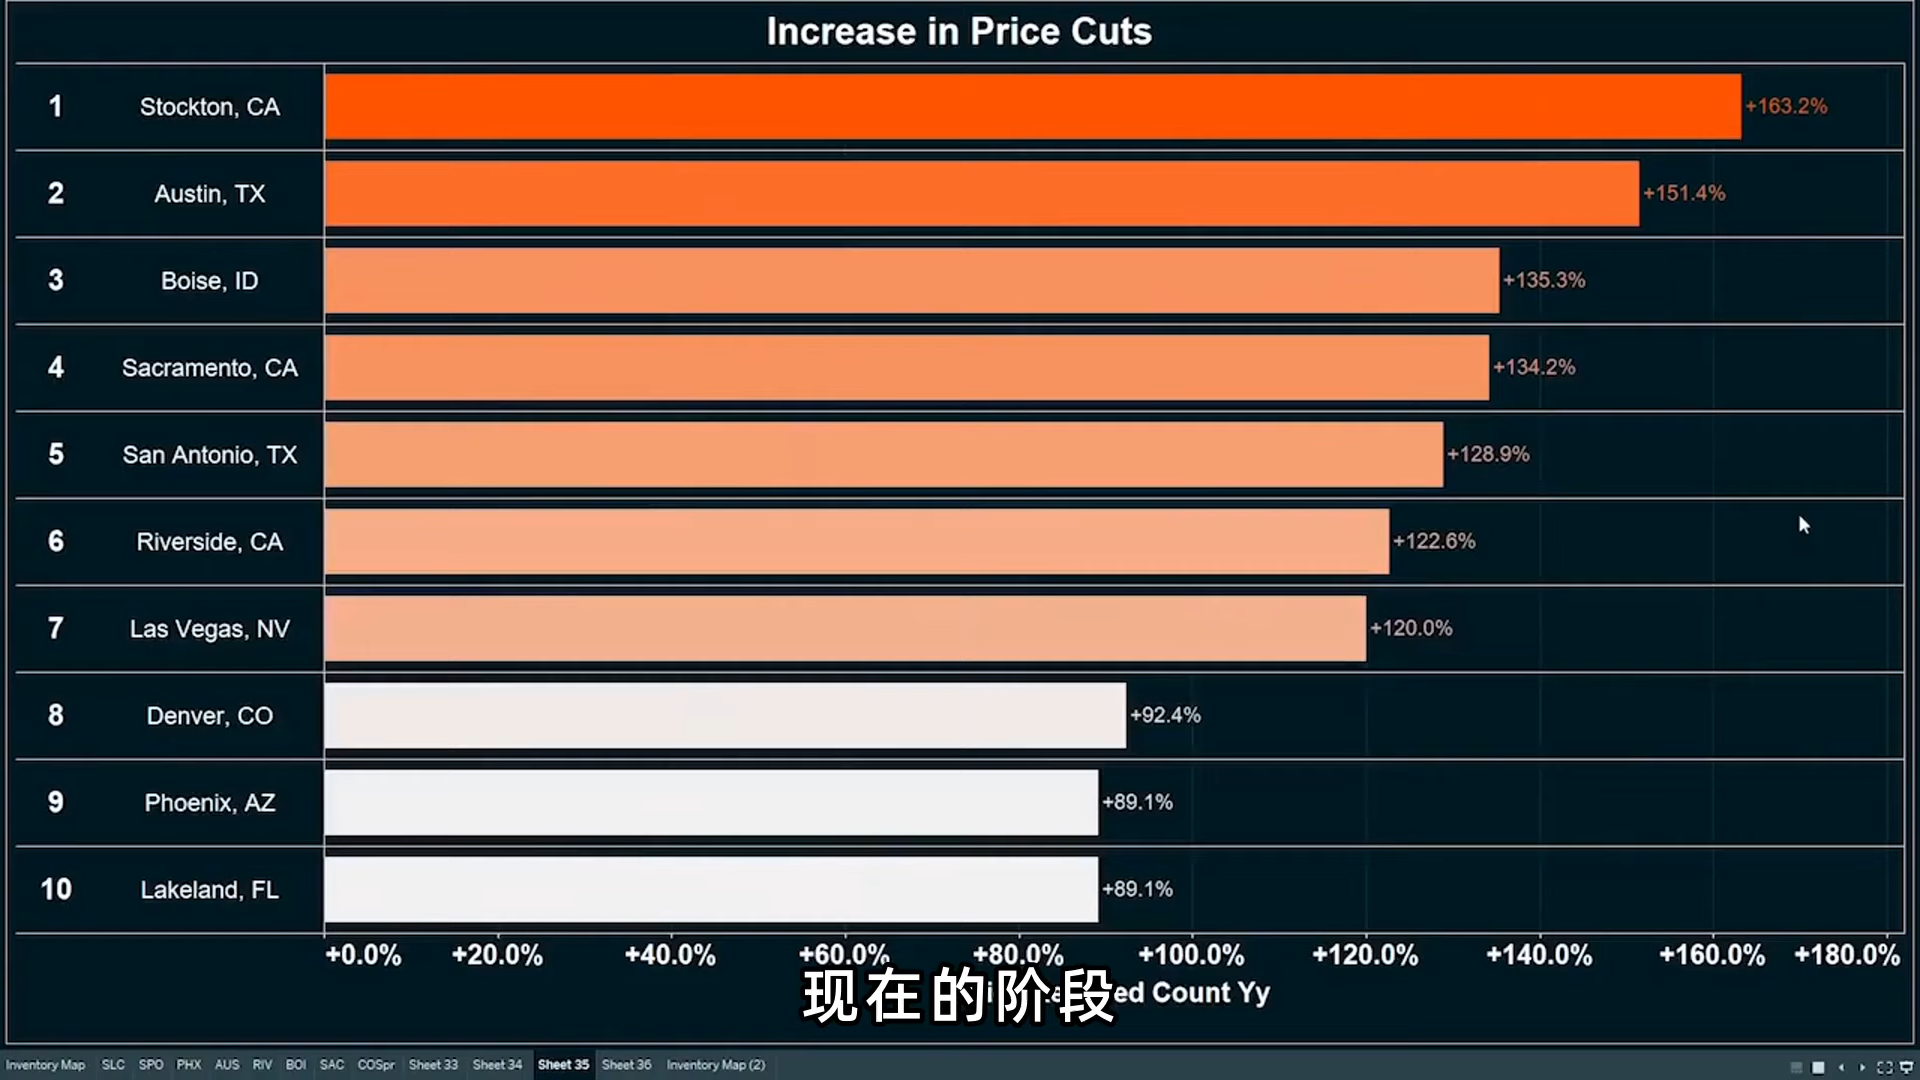 Increase in Price Cuts
1 Stockton, CA +163.2%
2 Austin, TX +151.4%
3 Boise, ID +135.3%
4 Sacramento, CA +134.2%
5 San Antonio, TX +128.9%
6 Riverside, CA +122.6%
7 Las Vegas, NV +120.0%
8 Denver, CO +92.4%
9 Phoenix, AZ +89.1%
10 Lakeland, FL +89.1%
+0.0% +20.0% +40.0% +60.0% +80.0% +100.0% +120.0% +140.0% +160.0% +180.0%
Count Yy
现在的阶段
Inventory Map SLC SPO PHX AUS RIV BOI SAC COSpr Sheet 33 Sheet 34 Sheet 35 Sheet 36 Inventory Map (2)